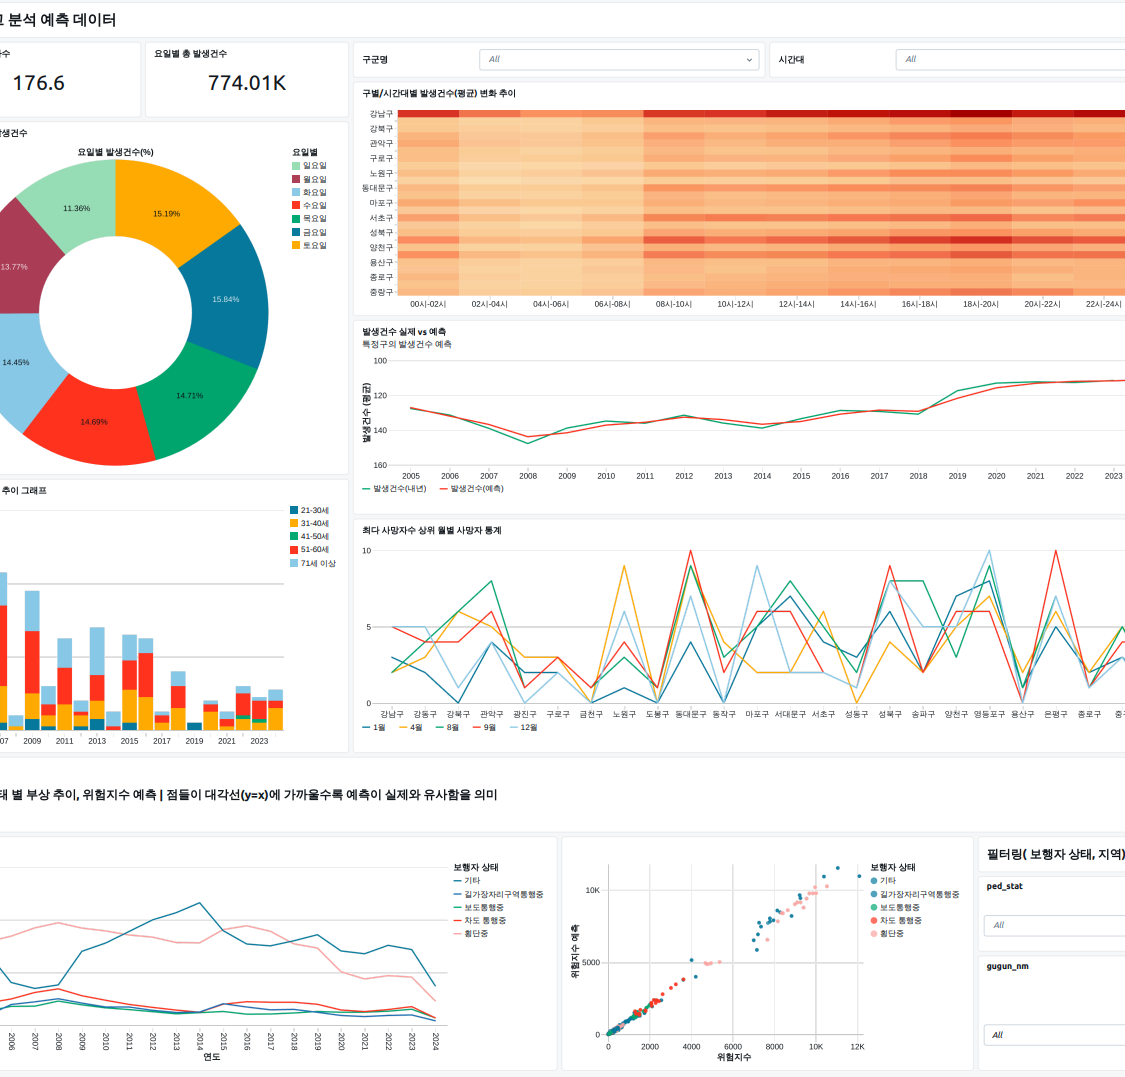 분석 예측 데이터
176.6
요일별 총 발생건수
774.01K
구군명
All
시간대
All
구별/시간대별 발생건수(평균) 변화 추이
강남구
강북구
관악구
구로구
노원구
동대문구
마포구
서초구
성북구
양천구
용산구
종로구
중랑구
00시-02시 02시-04시 04시-06시 06시-08시 08시-10시 10시-12시 12시-14시 14시-16시 16시-18시 18시-20시 20시-22시 22시-24시
요일별 발생건수(%)
11.36%
15.19%
13.77%
15.84%
14.45%
14.71%
14.69%
요일별
일요일
월요일
화요일
수요일
목요일
금요일
토요일
발생건수 실제 vs 예측
특정구의 발생건수 예측
발생건수 (평균)
100
120
140
160
2005 2006 2007 2008 2009 2010 2011 2012 2013 2014 2015 2016 2017 2018 2019 2020 2021 2022 2023
발생건수(내년) 발생건수(예측)
추이 그래프
21-30세
31-40세
41-50세
51-60세
71세 이상
07 2009 2011 2013 2015 2017 2019 2021 2023
최다 사망자수 상위 월별 사망자 통계
10
5
0
강남구 강동구 강북구 관악구 광진구 구로구 금천구 노원구 도봉구 동대문구 동작구 마포구 서대문구 서초구 성동구 성북구 송파구 양천구 영등포구 용산구 은평구 종로구 중
1월 4월 8월 9월 12월
별 부상 추이, 위험지수 예측 | 점들이 대각선(y=x)에 가까울수록 예측이 실제와 유사함을 의미
보행자 상태
기타
길가장자리구역통행중
보도통행중
차도 통행중
횡단중
2006 2007 2008 2009 2010 2011 2012 2013 2014 2015 2016 2017 2018 2019 2020 2021 2022 2023 2024
연도
위험지수 예측
10K
5000
0
0 2000 4000 6000 8000 10K 12K
위험지수
보행자 상태
기타
길가장자리구역통행중
보도통행중
차도 통행중
횡단중
필터링( 보행자 상태, 지역)
ped_stat
All
gugun_nm
All